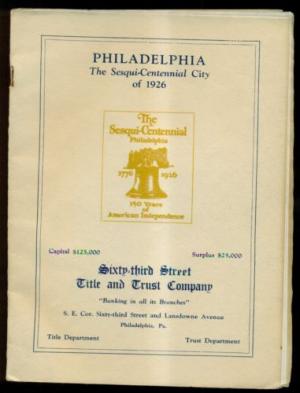 PHILADELPHIA
The Sesqui-Centennial City
of 1926
The
Sesqui-Centennial
Philadelphia
1776 1926
150 Years
of
American Independence
Capital $125,000 Surplus $25,000
Sixty-third Street
Title and Trust Company
"Banking in all its Branches"
S. E. Cor. Sixty-third Street and Lansdowne Avenue
Philadelphia, Pa.
Title Department Trust Department